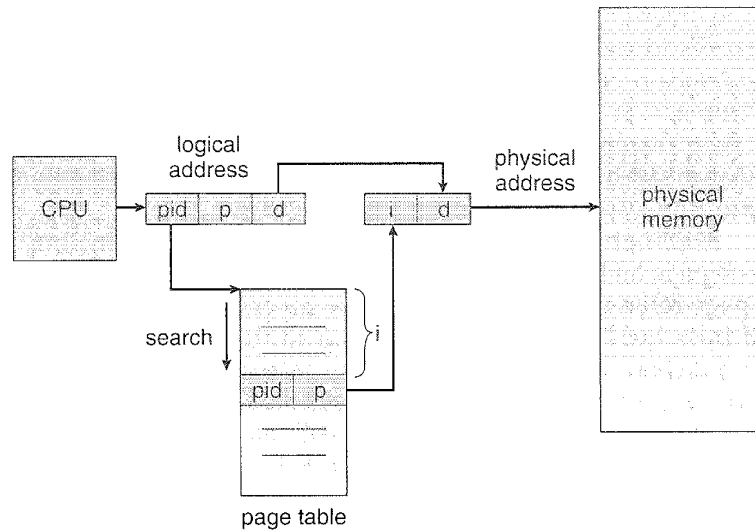 logical
address
physical
address
CPU
pid p d
i d
physical
memory
search
i
pid p
page table